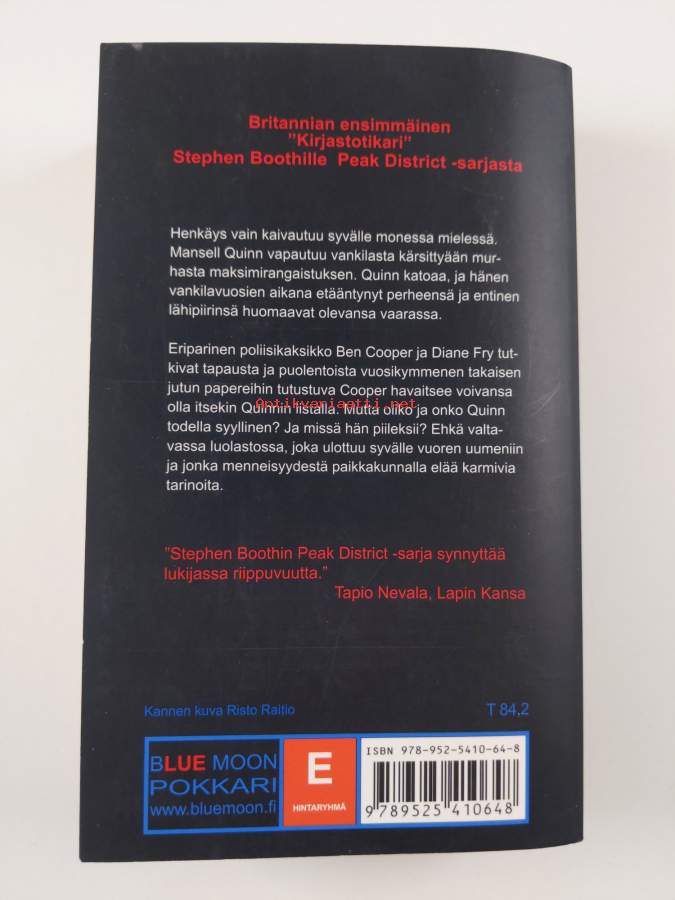 Britannian ensimmäinen
”Kirjastotikari”
Stephen Boothille Peak District -sarjasta
Henkäys vain kaivautuu syvälle monessa mielessä.
Mansell Quinn vapautuu vankilasta kärsittyään mur-
hasta maksimirangaistuksen. Quinn katoaa, ja hänen
vankilavuosien aikana etääntynyt perheensä ja entinen
lähipiirinsä huomaavat olevansa vaarassa.
Eriparinen poliisikaksikko Ben Cooper ja Diane Fry tut-
kivat tapausta ja puolentoista vuosikymmenen takaisen
jutun papereihin tutustuva Cooper havaitsee voivansa
Antikvariaatti.net
olla itsekin Quinnin listalla. Mutta oliko ja onko Quinn
todella syyllinen? Ja missä hän piileksii? Ehkä valta-
vassa luolastossa, joka ulottuu syvälle vuoren uumeniin
ja jonka menneisyydestä paikkakunnalla elää karmivia
tarinoita.
”Stephen Boothin Peak District -sarja synnyttää
lukijassa riippuvuutta.”
Tapio Nevala, Lapin Kansa
Kannen kuva Risto Raitio
T 84.2
BLUE MOON
POKKARI
www.bluemoon.fi
E
HINTARYHMÄ
ISBN 978-952-5410-64-8
9 789525 410648